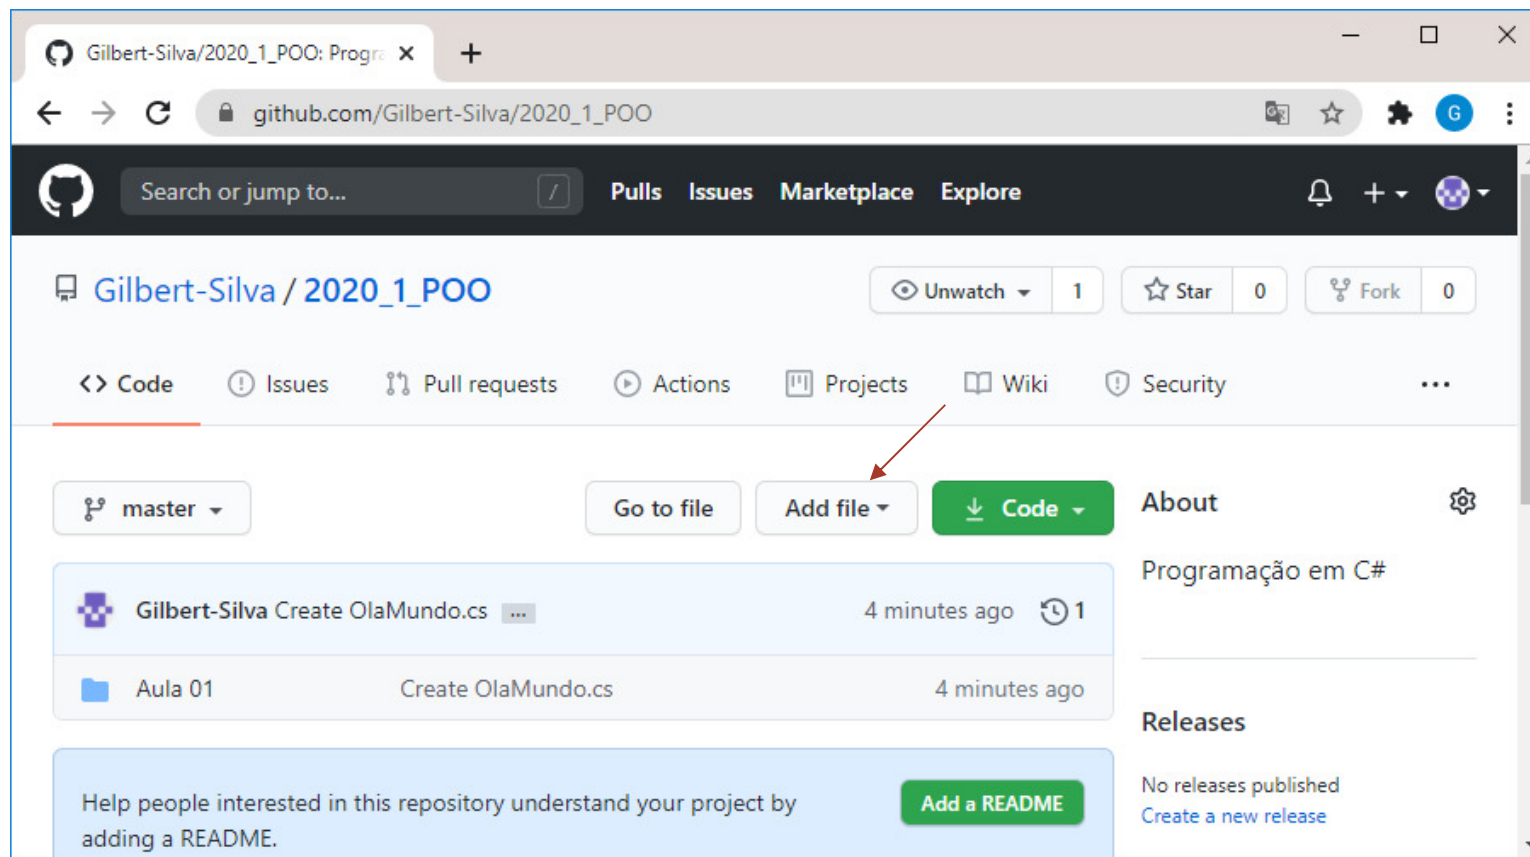 Gilbert-Silva/2020_1_POO: Progra
github.com/Gilbert-Silva/2020_1_POO
G
Search or jump to... /
Pulls Issues Marketplace Explore
Gilbert-Silva / 2020_1_POO
Unwatch 1
Star 0
Fork 0
Code Issues Pull requests Actions Projects Wiki Security ...
master
Go to file
Add file
Code
About
Programação em C#
Gilbert-Silva Create OlaMundo.cs ... 4 minutes ago 1
Aula 01 Create OlaMundo.cs 4 minutes ago
Releases
No releases published
Create a new release
Help people interested in this repository understand your project by
adding a README.
Add a README